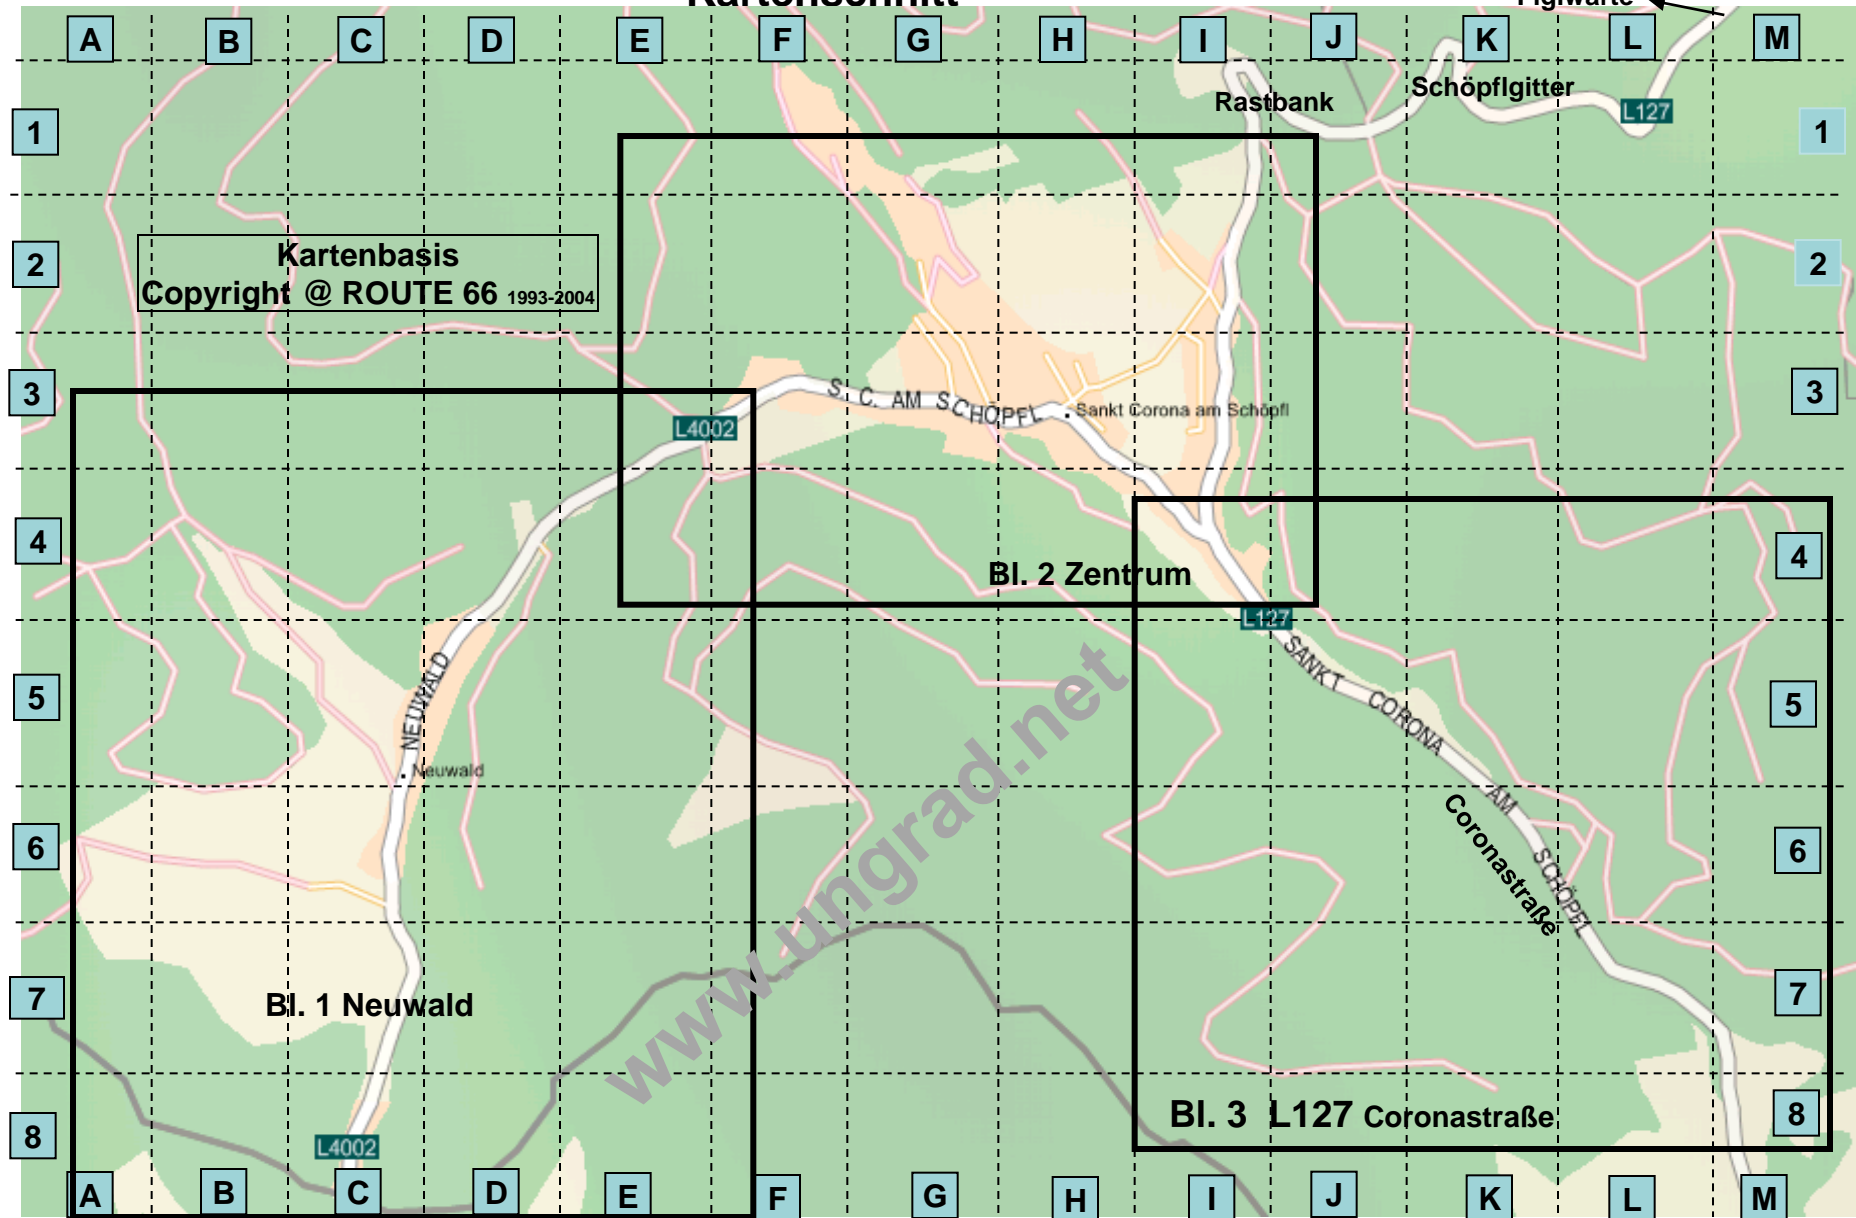 Kartenschnitt
Figlwarte
A B C D E F G H I J K L M
Schöpflgitter
Rastbank
L127
1 1
2 2
Kartenbasis
Copyright @ ROUTE 66 1993-2004
3 3
S. C. AM SCHÖPFL
Sankt Corona am Schöpfl
L4002
4 4
Bl. 2 Zentrum
L127
SANKT CORONA AM SCHÖPFL
5 5
NEUWALD
Neuwald
www.ungrad.net
6 6
Coronastraße
7 7
Bl. 1 Neuwald
8 8
Bl. 3 L127 Coronastraße
L4002
A B C D E F G H I J K L M